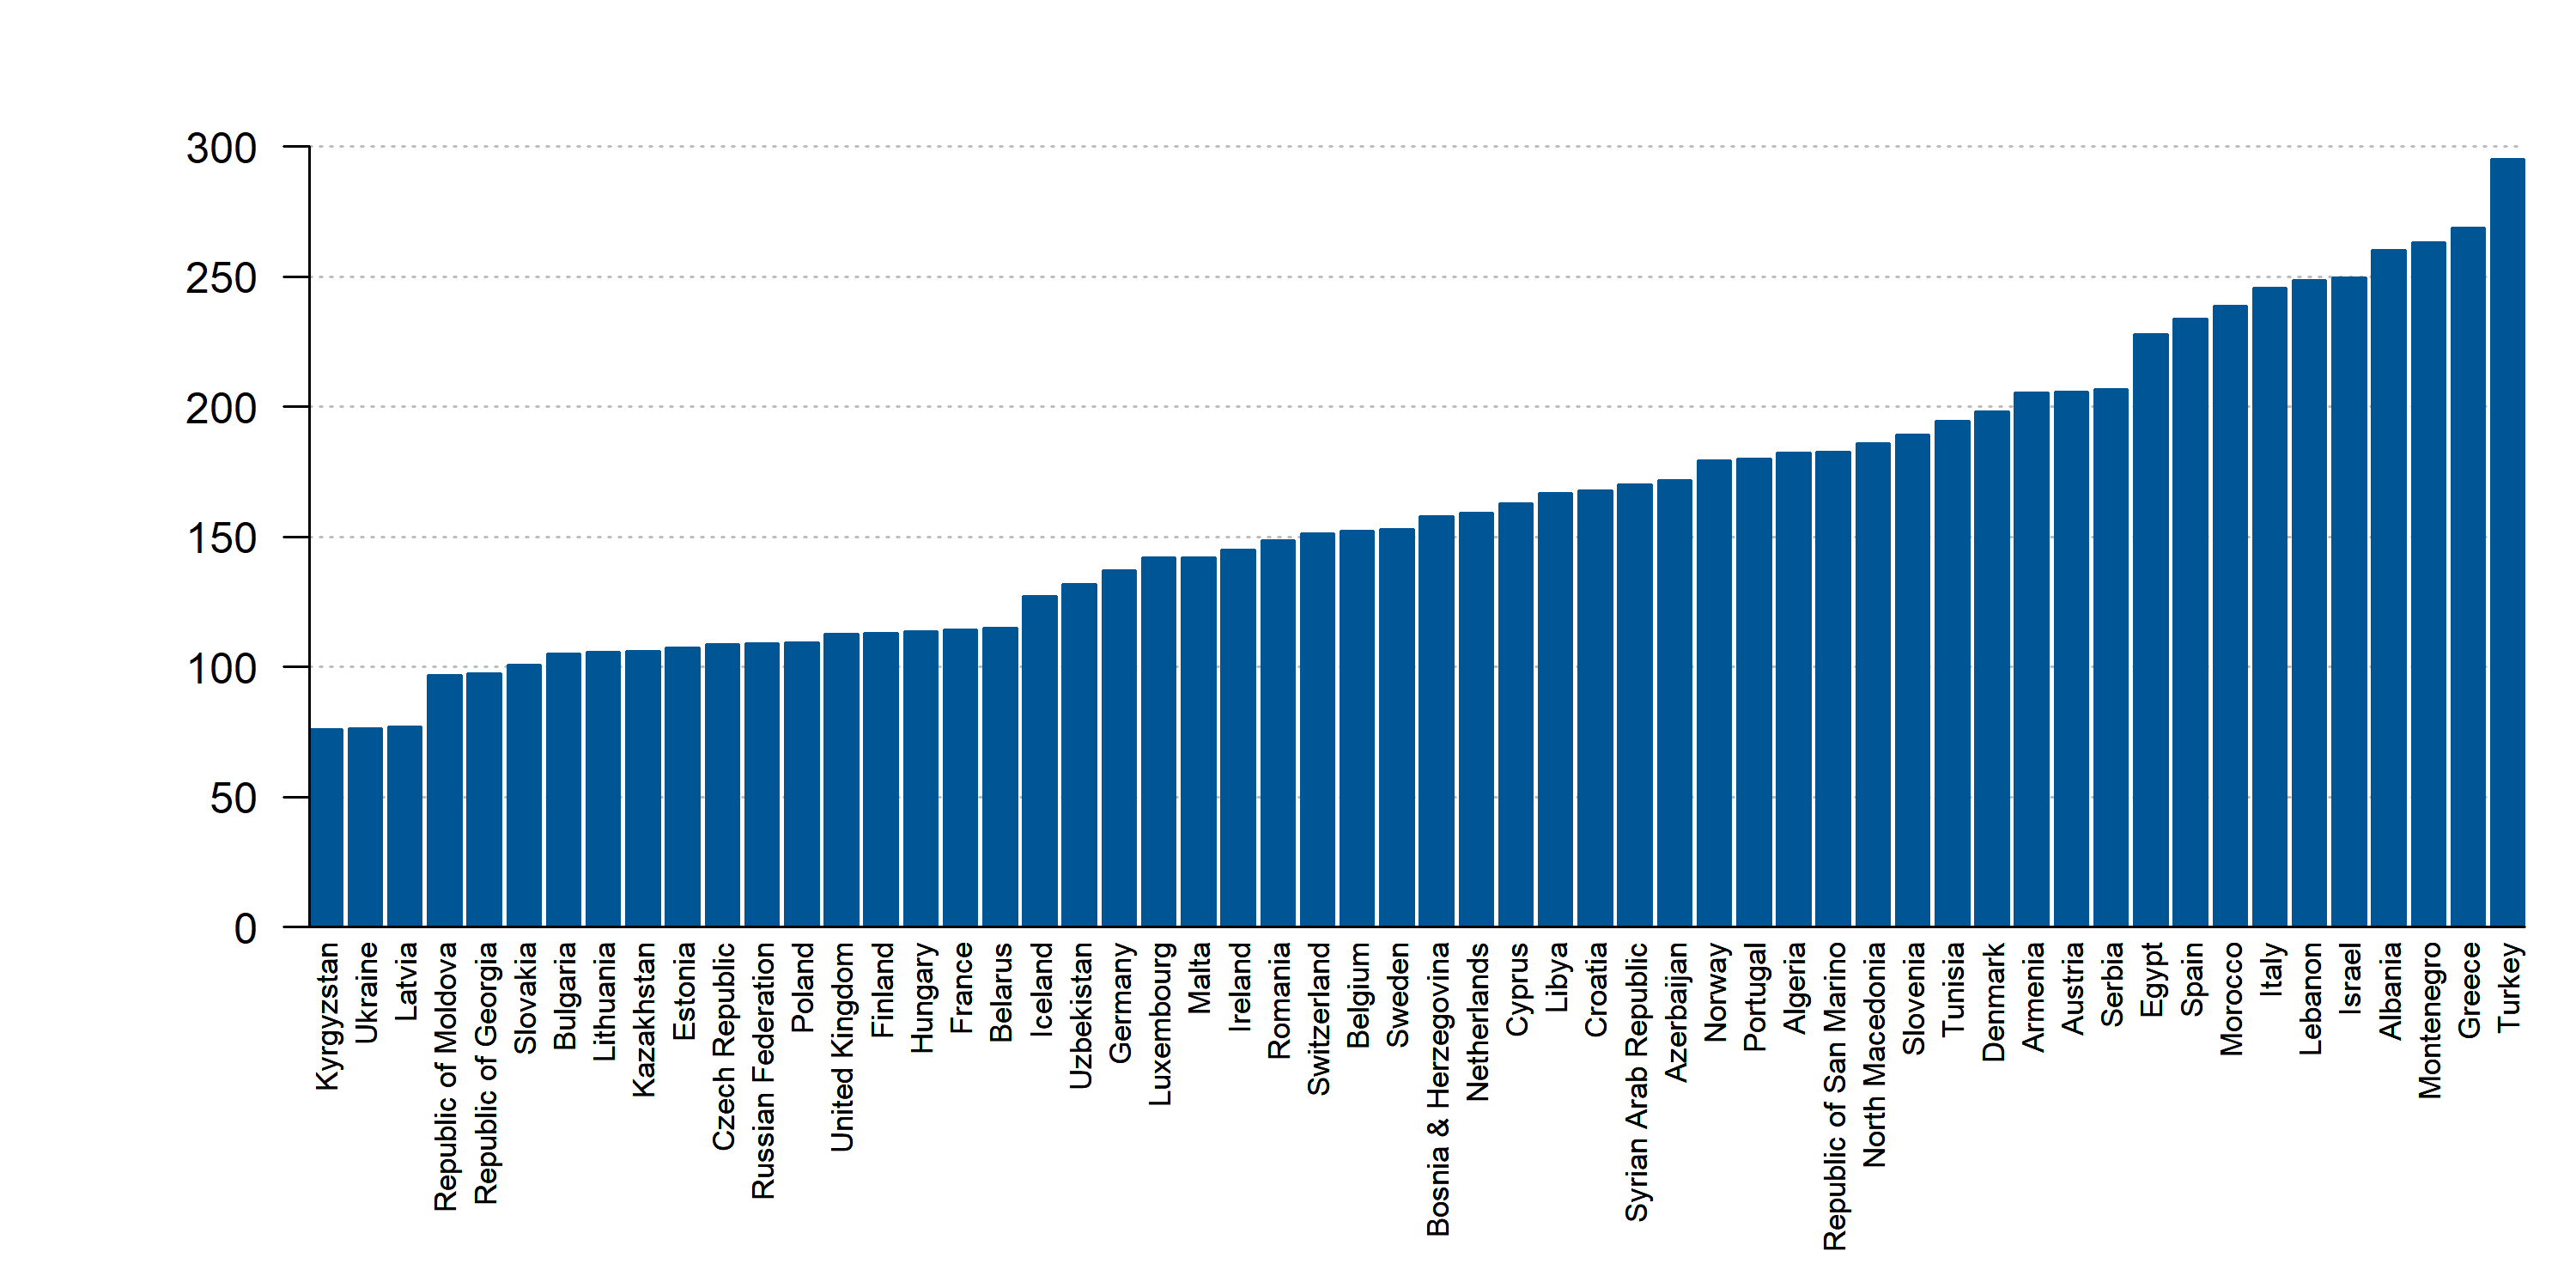 300
250
200
150
100
50
0
Kyrgyzstan
Ukraine
Latvia
Republic of Moldova
Republic of Georgia
Slovakia
Bulgaria
Lithuania
Kazakhstan
Estonia
Czech Republic
Russian Federation
Poland
United Kingdom
Finland
Hungary
France
Belarus
Iceland
Uzbekistan
Germany
Luxembourg
Malta
Ireland
Romania
Switzerland
Belgium
Sweden
Bosnia & Herzegovina
Netherlands
Cyprus
Libya
Croatia
Syrian Arab Republic
Azerbaijan
Norway
Portugal
Algeria
Republic of San Marino
North Macedonia
Slovenia
Tunisia
Denmark
Armenia
Austria
Serbia
Egypt
Spain
Morocco
Italy
Lebanon
Israel
Albania
Montenegro
Greece
Turkey